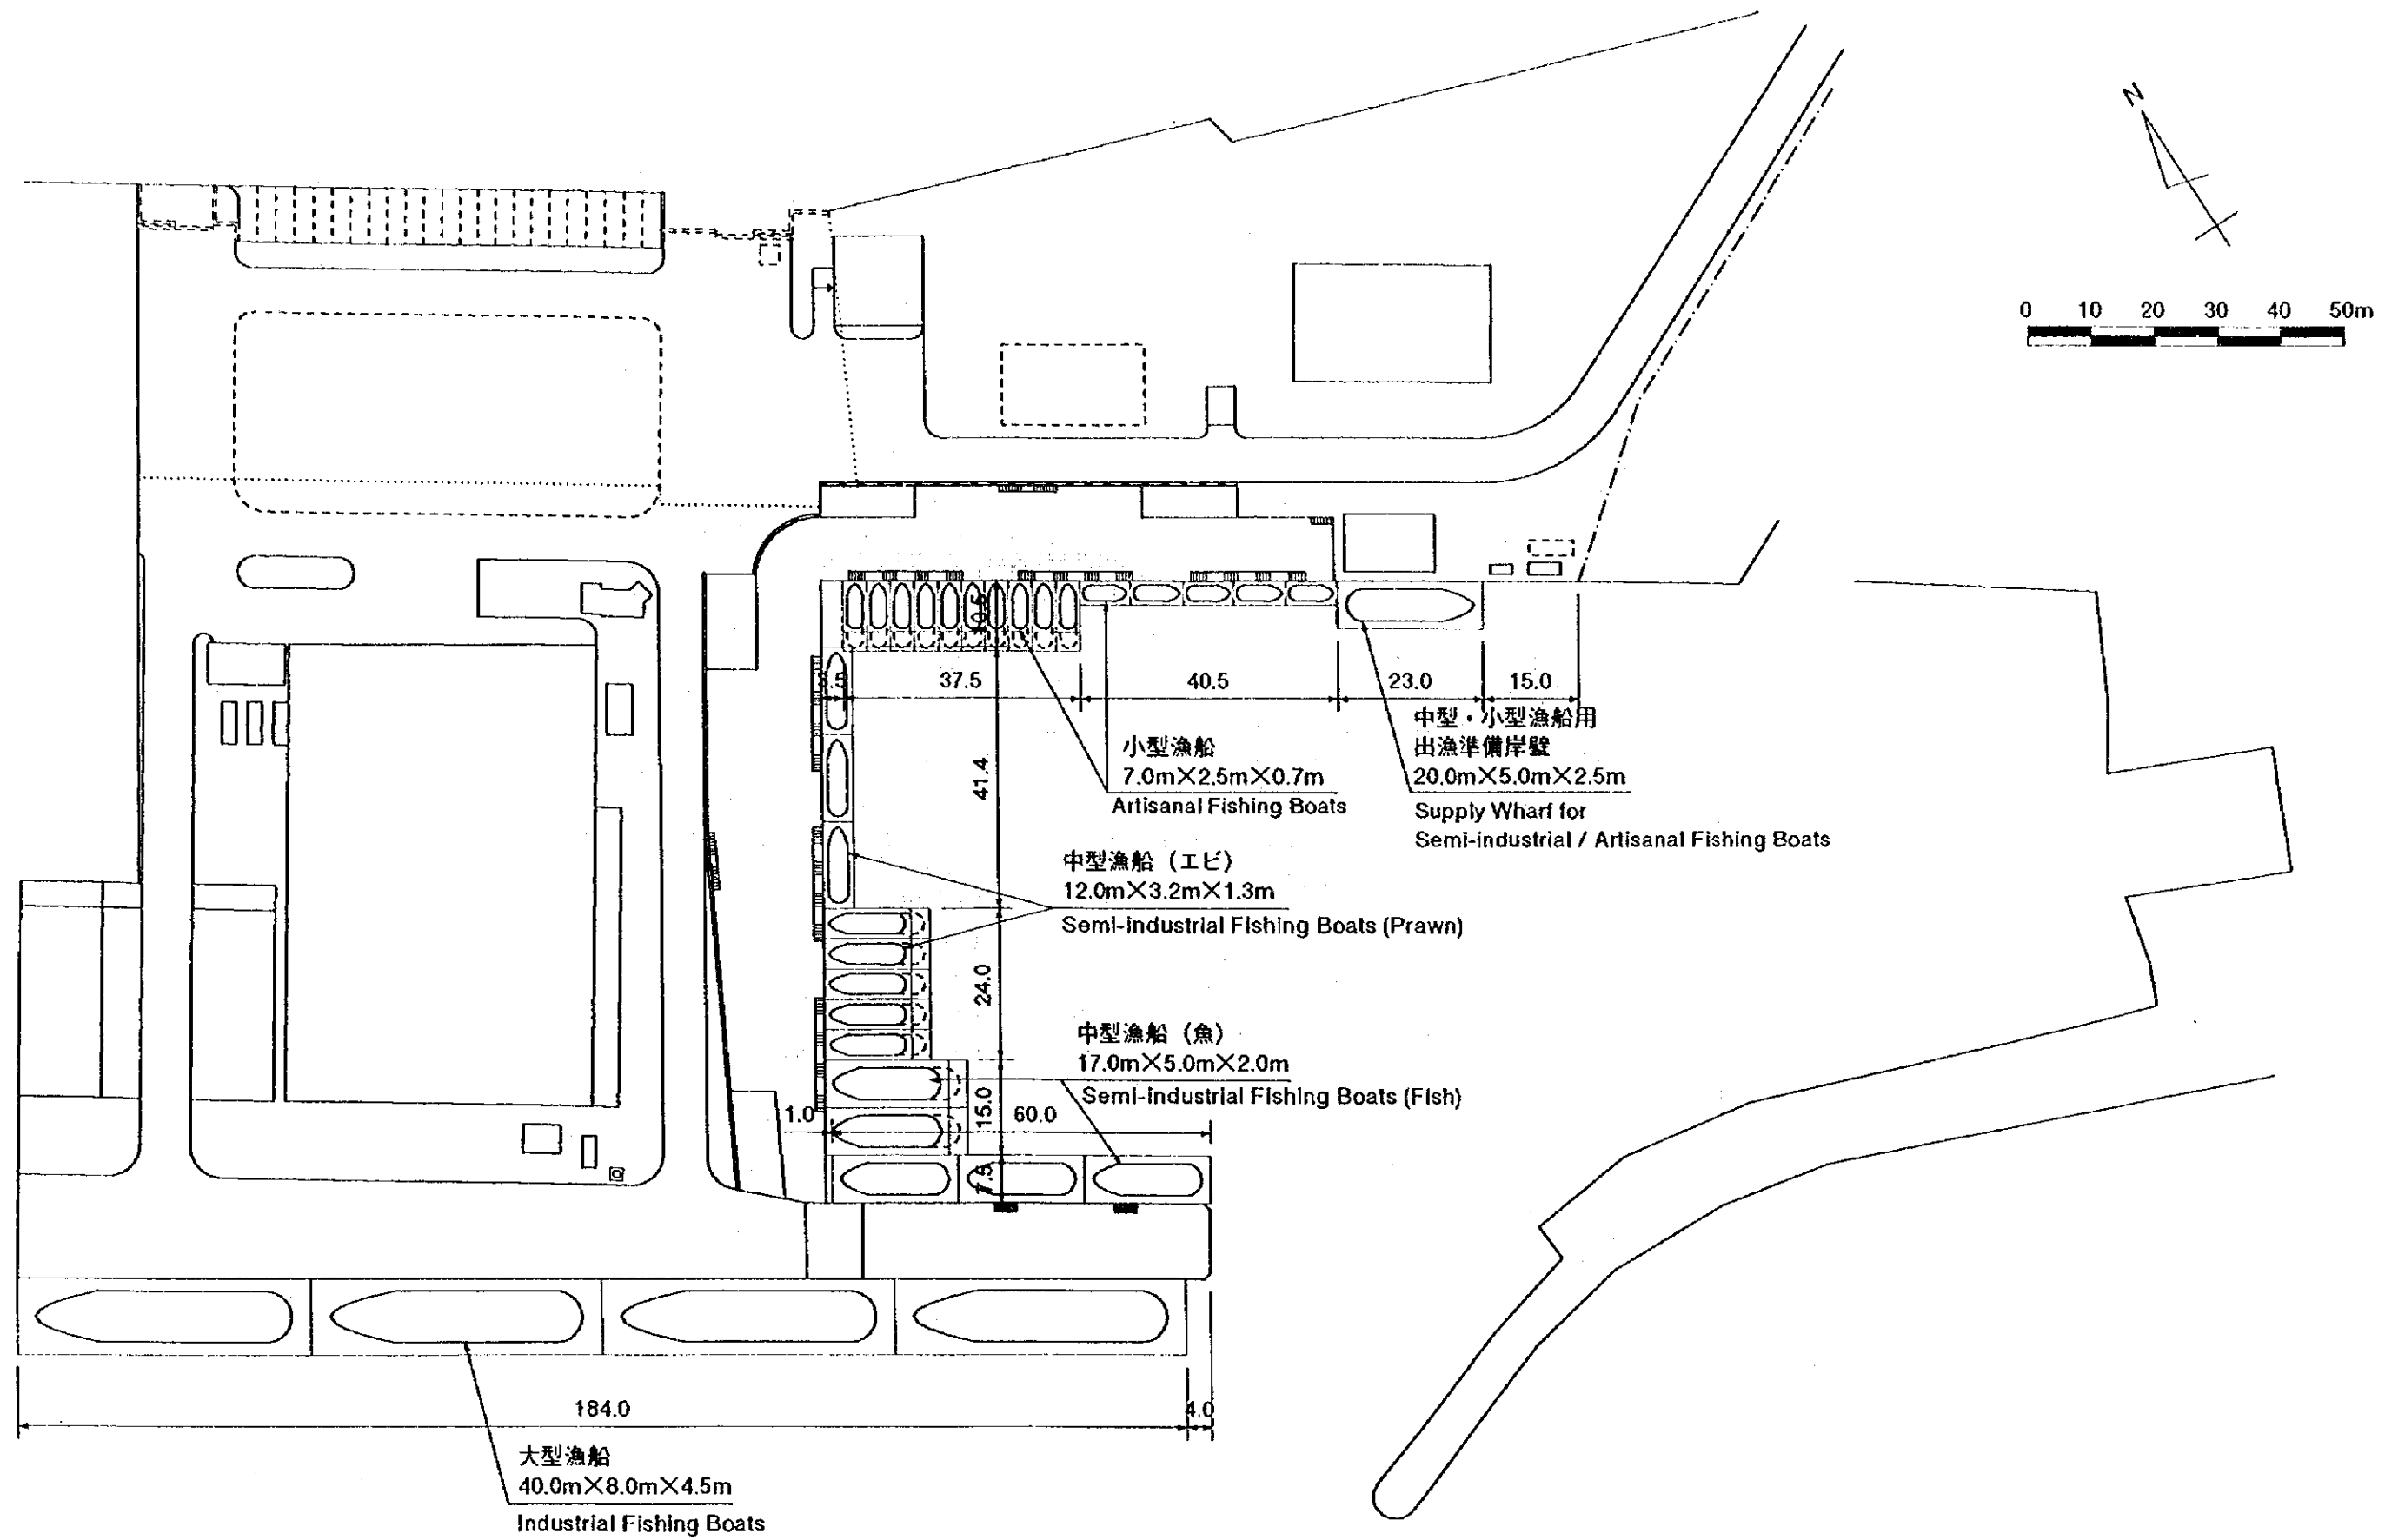 N
0 10 20 30 40 50m
10.5
3.5
37.5
40.5
23.0
15.0
小型漁船
7.0m×2.5m×0.7m
Artisanal Fishing Boats
中型・小型漁船用
出漁準備岸壁
20.0m×5.0m×2.5m
Supply Wharf for
Semi-industrial / Artisanal Fishing Boats
41.4
中型漁船（エビ）
12.0m×3.2m×1.3m
Semi-industrial Fishing Boats (Prawn)
24.0
中型漁船（魚）
17.0m×5.0m×2.0m
Semi-industrial Fishing Boats (Fish)
1.0
15.0
60.0
7.5
184.0
4.0
大型漁船
40.0m×8.0m×4.5m
Industrial Fishing Boats